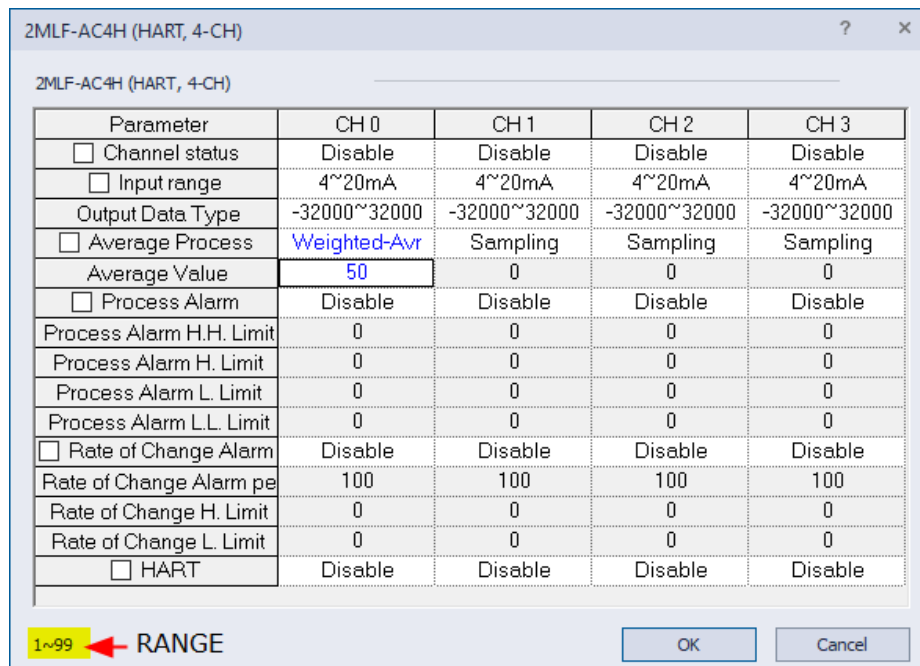 2MLF-AC4H (HART, 4-CH) ? ×
2MLF-AC4H (HART, 4-CH)
Parameter CH 0 CH 1 CH 2 CH 3
Channel status Disable Disable Disable Disable
Input range 4~20mA 4~20mA 4~20mA 4~20mA
Output Data Type -32000~32000 -32000~32000 -32000~32000 -32000~32000
Average Process Weighted-Avr Sampling Sampling Sampling
Average Value 50 0 0 0
Process Alarm Disable Disable Disable Disable
Process Alarm H.H. Limit 0 0 0 0
Process Alarm H. Limit 0 0 0 0
Process Alarm L. Limit 0 0 0 0
Process Alarm L.L. Limit 0 0 0 0
Rate of Change Alarm Disable Disable Disable Disable
Rate of Change Alarm pe 100 100 100 100
Rate of Change H. Limit 0 0 0 0
Rate of Change L. Limit 0 0 0 0
HART Disable Disable Disable Disable
1~99 RANGE OK Cancel